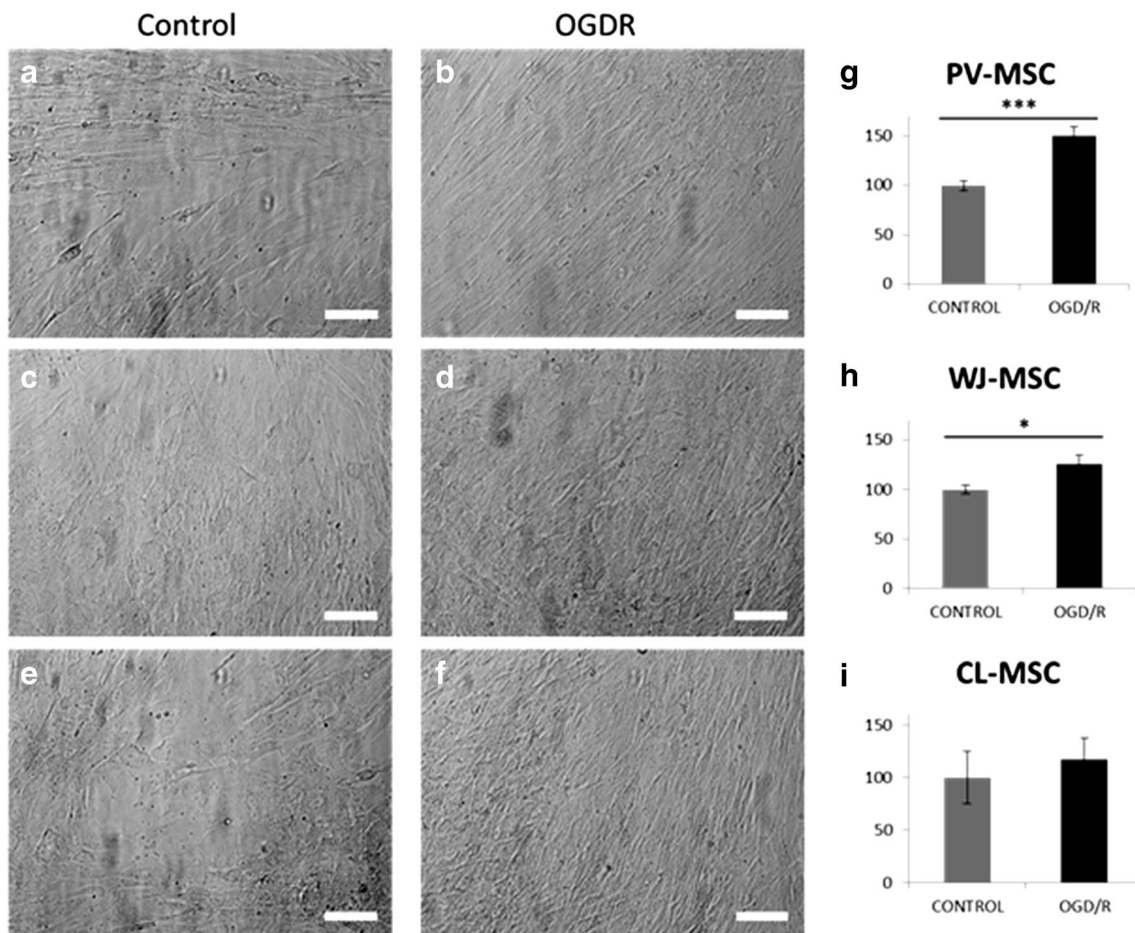 Control OGDR
a b g PV-MSC
***
150
100
50
0
CONTROL OGD/R
c d h WJ-MSC
*
150
100
50
0
CONTROL OGD/R
e f i CL-MSC
150
100
50
0
CONTROL OGD/R